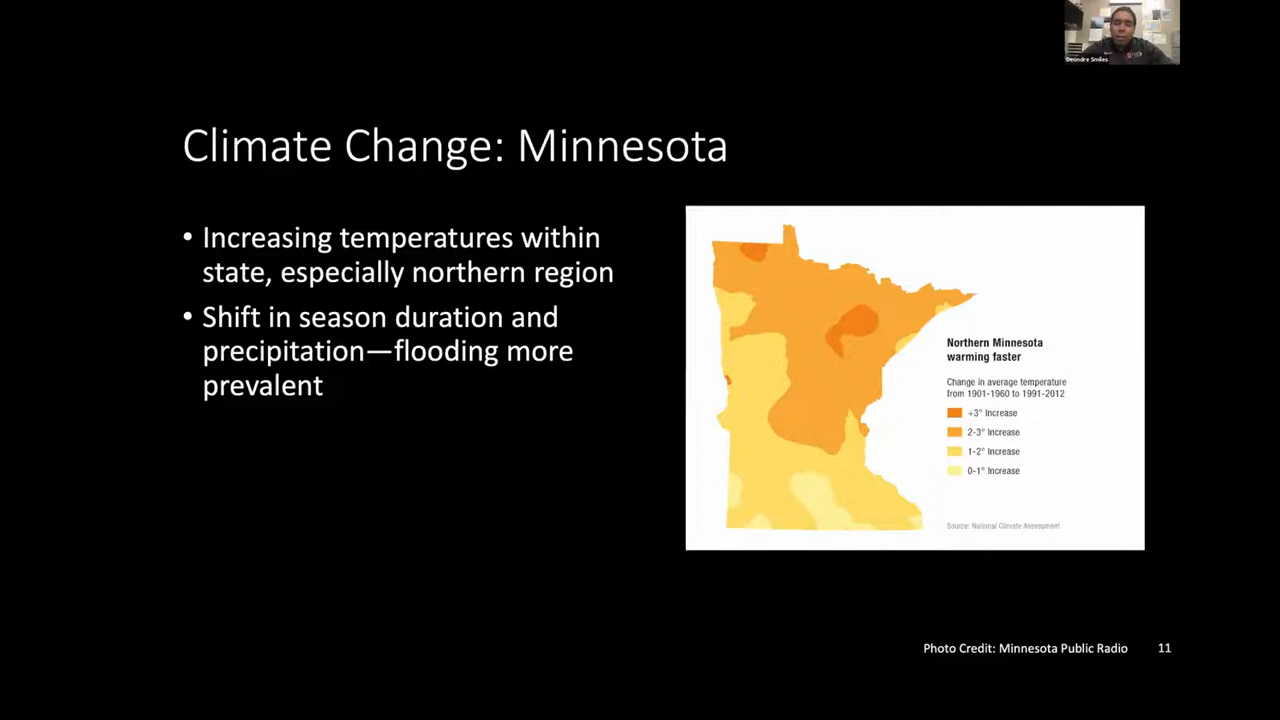 Deondre Smiles
Climate Change: Minnesota
• Increasing temperatures within
state, especially northern region
• Shift in season duration and
precipitation—flooding more
prevalent
Northern Minnesota
warming faster
Change in average temperature
from 1901-1960 to 1991-2012
+3° Increase
2-3° Increase
1-2° Increase
0-1° Increase
Source: National Climate Assessment
Photo Credit: Minnesota Public Radio
11